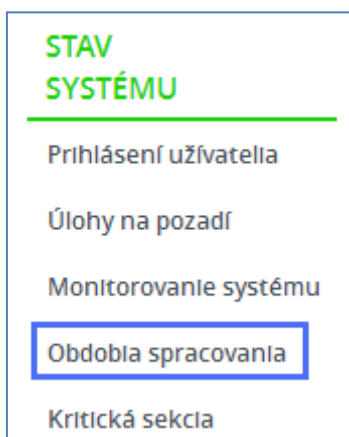 STAV
SYSTÉMU
Prihlásení užívatelia
Úlohy na pozadí
Monitorovanie systému
Obdobia spracovania
Kritická sekcia